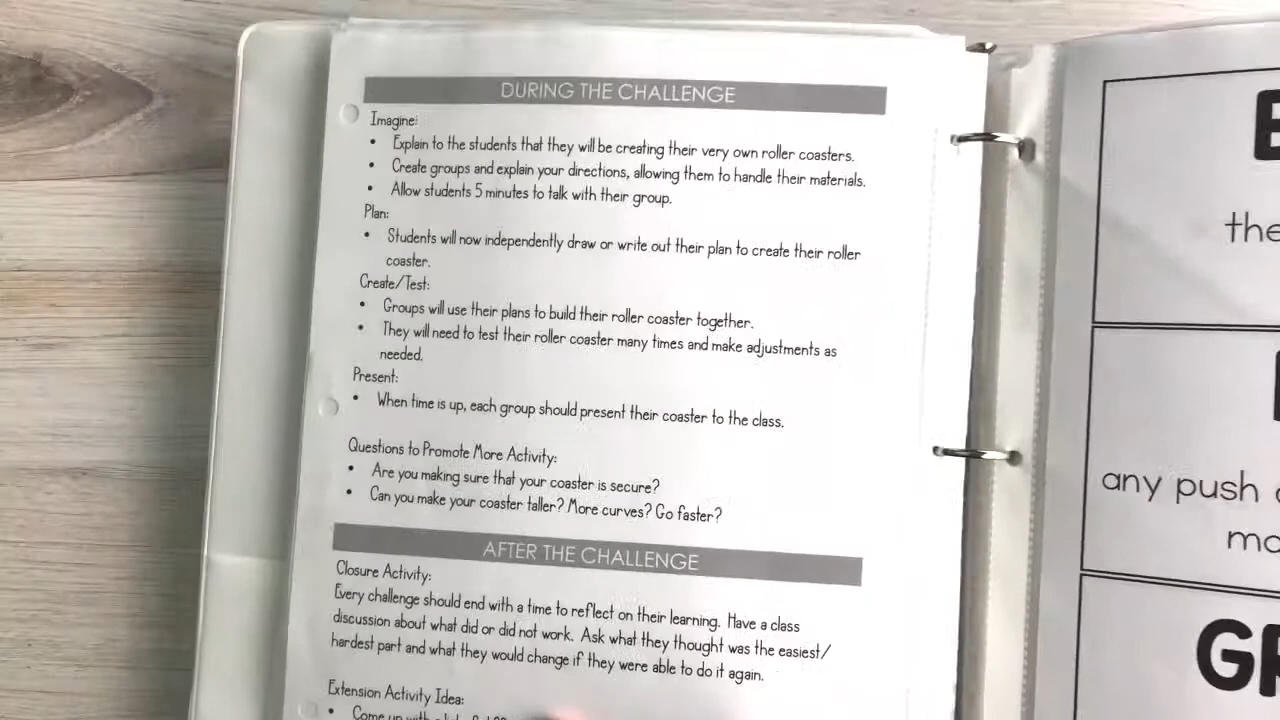 DURING THE CHALLENGE
Imagine:
• Explain to the students that they will be creating their very own roller coasters.
• Create groups and explain your directions, allowing them to handle their materials.
• Allow students 5 minutes to talk with their group.
Plan:
• Students will now independently draw or write out their plan to create their roller
coaster.
Create/Test:
• Groups will use their plans to build their roller coaster together.
• They will need to test their roller coaster many times and make adjustments as
needed.
Present:
• When time is up, each group should present their coaster to the class.
Questions to Promote More Activity:
• Are you making sure that your coaster is secure?
• Can you make your coaster taller? More curves? Go faster?
AFTER THE CHALLENGE
Closure Activity:
Every challenge should end with a time to reflect on their learning. Have a class
discussion about what did or did not work. Ask what they thought was the easiest/
hardest part and what they would change if they were able to do it again.
Extension Activity Idea:
• Come up with a
the
any push